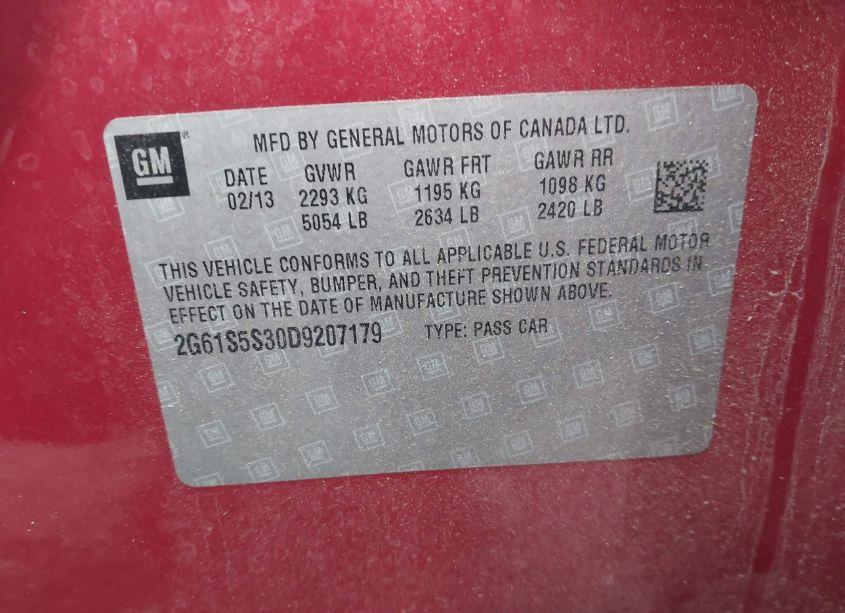 GM
MFD BY GENERAL MOTORS OF CANADA LTD.
DATE GVWR GAWR FRT GAWR RR
02/13 2293 KG 1195 KG 1098 KG
5054 LB 2634 LB 2420 LB
THIS VEHICLE CONFORMS TO ALL APPLICABLE U.S. FEDERAL MOTOR
VEHICLE SAFETY, BUMPER, AND THEFT PREVENTION STANDARDS IN
EFFECT ON THE DATE OF MANUFACTURE SHOWN ABOVE.
2G61S5S30D9207179 TYPE: PASS CAR